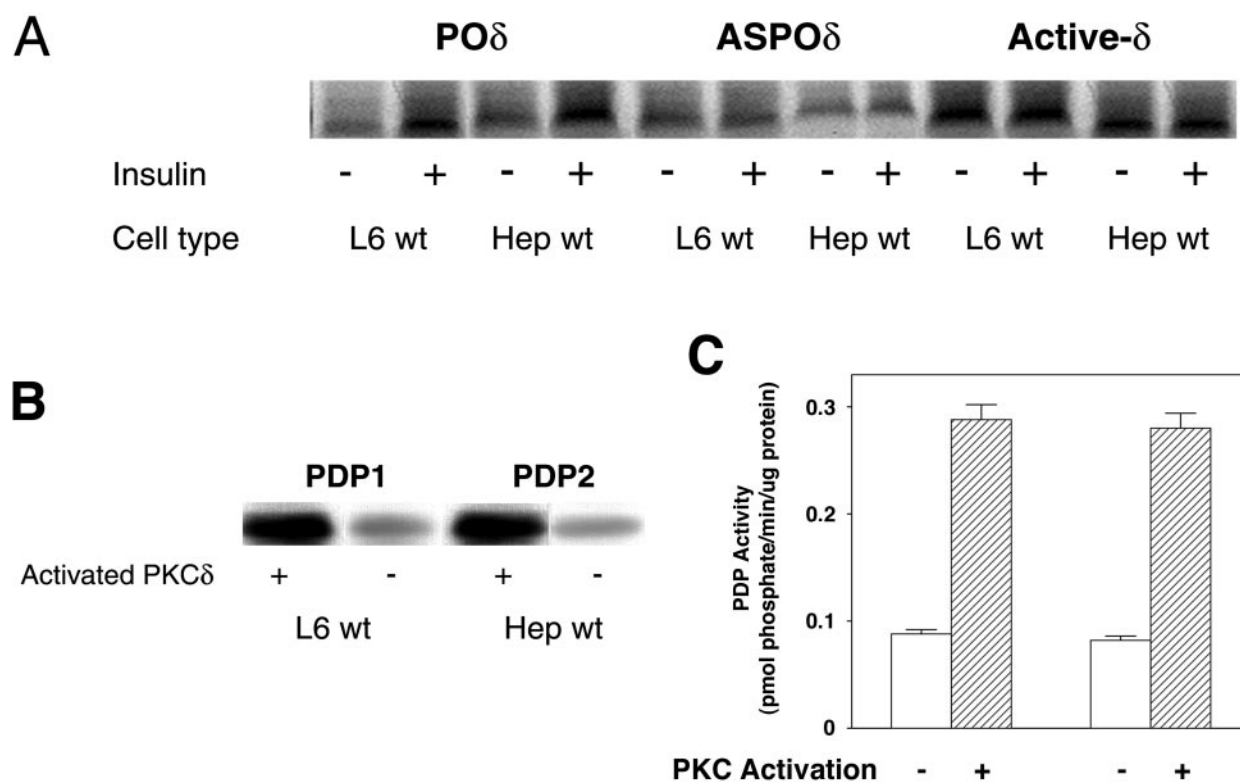 A
POδ ASPOδ Active-δ
Insulin - + - + - + - + - + - +
Cell type L6 wt Hep wt L6 wt Hep wt L6 wt Hep wt
B
PDP1 PDP2
Activated PKCδ + - + -
L6 wt Hep wt
C
PDP Activity
(pmol phosphate/min/ug protein)
0.3
0.2
0.1
0
PKC Activation - + - +